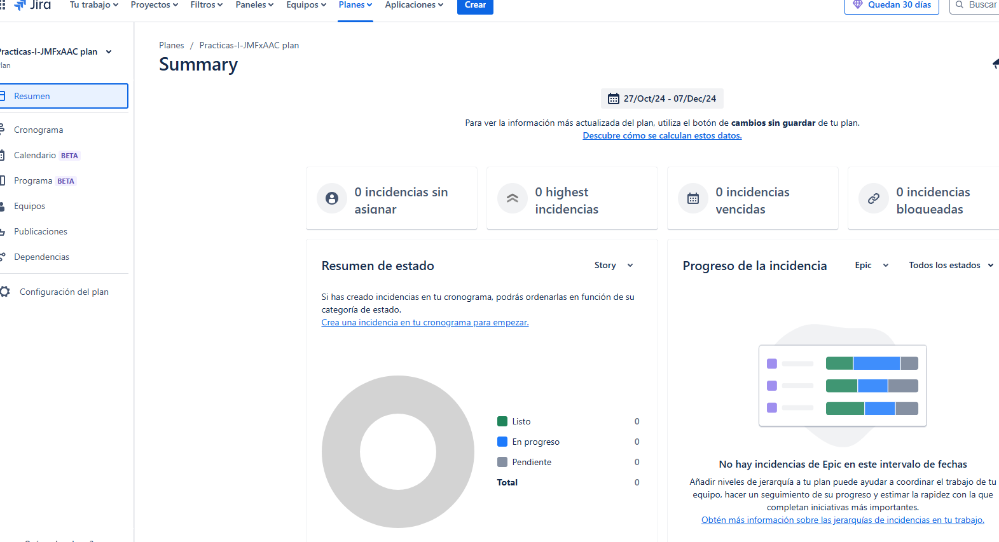 Jira
Tu trabajo
Proyectos
Filtros
Paneles
Equipos
Planes
Aplicaciones
Crear
Quedan 30 días
Buscar
Practicas-I-JMFxAAC plan
Plan
Resumen
Cronograma
Calendario BETA
Programa BETA
Equipos
Publicaciones
Dependencias
Configuración del plan
Planes / Practicas-I-JMFxAAC plan
Summary
27/Oct/24 - 07/Dec/24
Para ver la información más actualizada del plan, utiliza el botón de cambios sin guardar de tu plan.
Descubre cómo se calculan estos datos.
0 incidencias sin
asignar
0 highest
incidencias
0 incidencias
vencidas
0 incidencias
bloqueadas
Resumen de estado
Story
Si has creado incidencias en tu cronograma, podrás ordenarlas en función de su
categoría de estado.
Crea una incidencia en tu cronograma para empezar.
Listo 0
En progreso 0
Pendiente 0
Total 0
Progreso de la incidencia
Epic
Todos los estados
No hay incidencias de Epic en este intervalo de fechas
Añadir niveles de jerarquía a tu plan puede ayudar a coordinar el trabajo de tu
equipo, hacer un seguimiento de su progreso y estimar la rapidez con la que
completan iniciativas más importantes.
Obtén más información sobre las jerarquías de incidencias en tu trabajo.